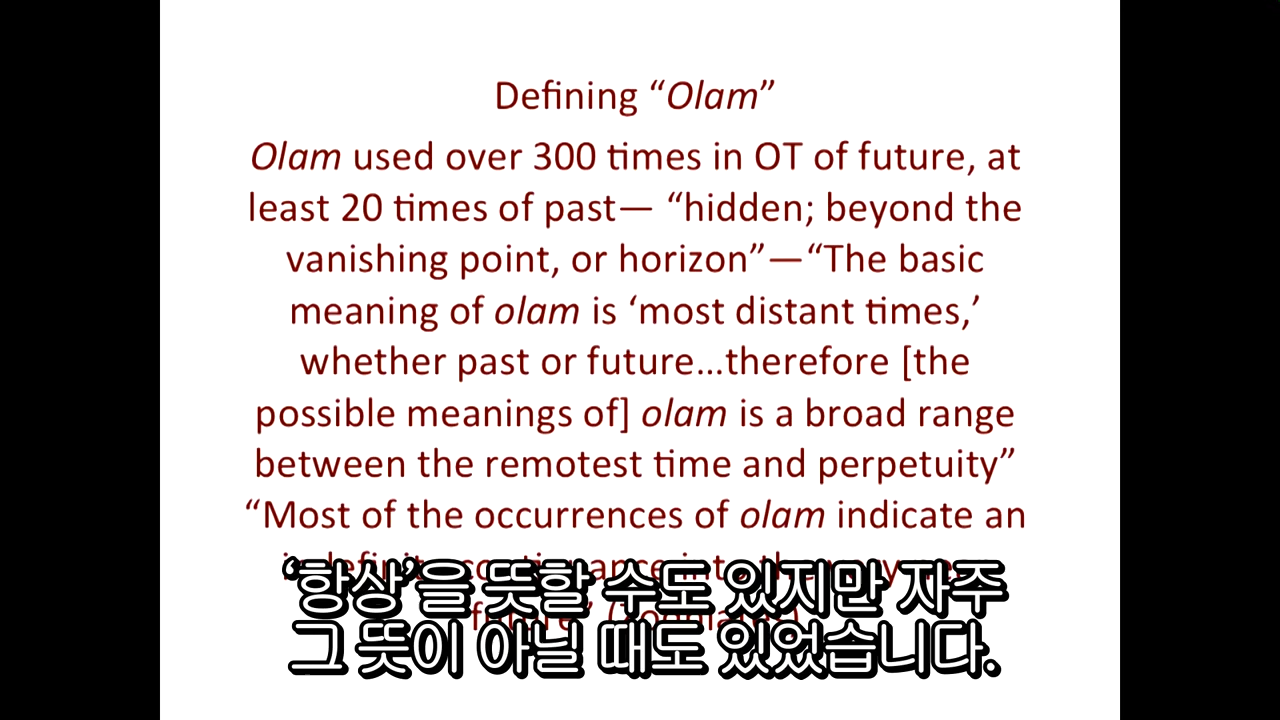 Defining “Olam”
Olam used over 300 times in OT of future, at
least 20 times of past— “hidden; beyond the
vanishing point, or horizon”—“The basic
meaning of olam is ‘most distant times,’
whether past or future…therefore [the
possible meanings of] olam is a broad range
between the remotest time and perpetuity”
“Most of the occurrences of olam indicate an
‘항상’을 뜻할 수도 있지만 자주
그 뜻이 아닐 때도 있었습니다.